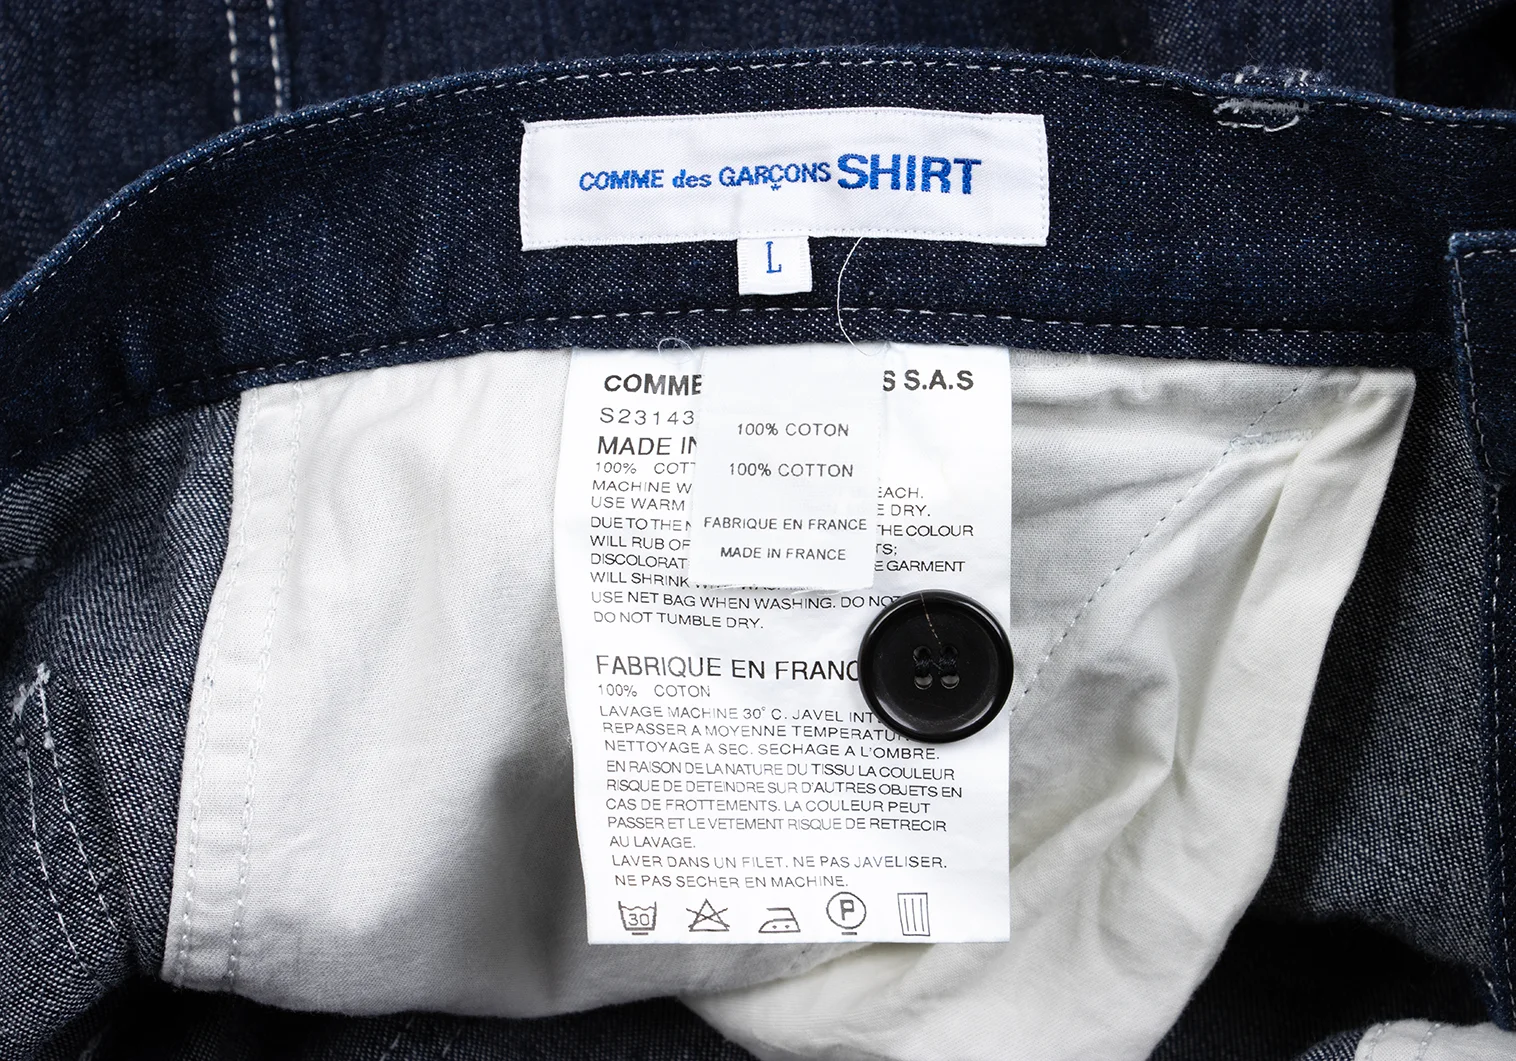 COMME des GARÇONS SHIRT
L
COMME S S.A.S
S23143
MADE IN
100% COTT
MACHINE W EACH.
USE WARM E DRY.
DUE TO THE N THE COLOUR
WILL RUB OF TS;
DISCOLORAT E GARMENT
WILL SHRINK
USE NET BAG WHEN WASHING. DO NOT
DO NOT TUMBLE DRY.
100% COTON
100% COTTON
FABRIQUE EN FRANCE
MADE IN FRANCE
FABRIQUE EN FRANC
100% COTON
LAVAGE MACHINE 30° C. JAVEL INT.
REPASSER A MOYENNE TEMPERATU
NETTOYAGE A SEC. SECHAGE A L'OMBRE.
EN RAISON DE LA NATURE DU TISSU LA COULEUR
RISQUE DE DETEINDRE SUR D'AUTRES OBJETS EN
CAS DE FROTTEMENTS. LA COULEUR PEUT
PASSER ET LE VETEMENT RISQUE DE RETRECIR
AU LAVAGE.
LAVER DANS UN FILET. NE PAS JAVELISER.
NE PAS SECHER EN MACHINE.
30 P